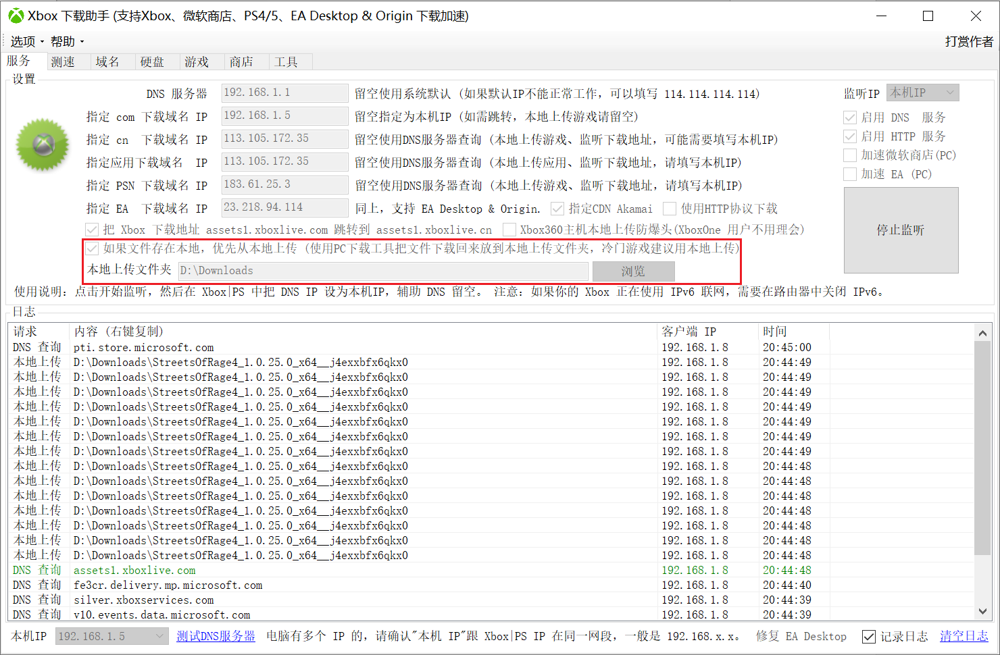 Xbox 下载助手 (支持Xbox、微软商店、PS4/5、EA Desktop & Origin 下载加速)
选项 帮助 打赏作者
服务 测速 域名 硬盘 游戏 商店 工具
设置
DNS 服务器 192.168.1.1 留空使用系统默认 (如果默认IP不能正常工作，可以填写 114.114.114.114) 监听IP 本机IP
指定 com 下载域名 IP 192.168.1.5 留空指定为本机IP (如需跳转，本地上传游戏请留空) 启用 DNS 服务
指定 cn 下载域名 IP 113.105.172.35 留空使用DNS服务器查询 (本地上传游戏、监听下载地址，可能需要填写本机IP) 启用 HTTP 服务
指定应用下载域名 IP 113.105.172.35 留空使用DNS服务器查询 (本地上传应用、监听下载地址，请填写本机IP) 加速微软商店(PC)
指定 PSN 下载域名 IP 183.61.25.3 留空使用DNS服务器查询 (本地上传游戏、监听下载地址，请填写本机IP) 加速 EA (PC)
指定 EA 下载域名 IP 23.218.94.114 同上，支持 EA Desktop & Origin. 指定CDN Akamai 使用HTTP协议下载
把 Xbox 下载地址 assets1.xboxlive.com 跳转到 assets1.xboxlive.cn Xbox360主机本地上传防爆头(XboxOne 用户不用理会) 停止监听
如果文件存在本地，优先从本地上传 (使用PC下载工具把文件下载回来放到本地上传文件夹，冷门游戏建议用本地上传)
本地上传文件夹 D:\Downloads 浏览
使用说明：点击开始监听，然后在 Xbox|PS 中把 DNS IP 设为本机IP，辅助 DNS 留空。 注意：如果你的 Xbox 正在使用 IPv6 联网，需要在路由器中关闭 IPv6。
日志
请求 内容 (右键复制) 客户端 IP 时间
DNS 查询 pti.store.microsoft.com 192.168.1.8 20:45:00
本地上传 D:\Downloads\StreetsOfRage4_1.0.25.0_x64__j4exxbfx6qkx0 192.168.1.8 20:44:49
本地上传 D:\Downloads\StreetsOfRage4_1.0.25.0_x64__j4exxbfx6qkx0 192.168.1.8 20:44:49
本地上传 D:\Downloads\StreetsOfRage4_1.0.25.0_x64__j4exxbfx6qkx0 192.168.1.8 20:44:49
本地上传 D:\Downloads\StreetsOfRage4_1.0.25.0_x64__j4exxbfx6qkx0 192.168.1.8 20:44:49
本地上传 D:\Downloads\StreetsOfRage4_1.0.25.0_x64__j4exxbfx6qkx0 192.168.1.8 20:44:49
本地上传 D:\Downloads\StreetsOfRage4_1.0.25.0_x64__j4exxbfx6qkx0 192.168.1.8 20:44:49
本地上传 D:\Downloads\StreetsOfRage4_1.0.25.0_x64__j4exxbfx6qkx0 192.168.1.8 20:44:49
本地上传 D:\Downloads\StreetsOfRage4_1.0.25.0_x64__j4exxbfx6qkx0 192.168.1.8 20:44:48
本地上传 D:\Downloads\StreetsOfRage4_1.0.25.0_x64__j4exxbfx6qkx0 192.168.1.8 20:44:48
本地上传 D:\Downloads\StreetsOfRage4_1.0.25.0_x64__j4exxbfx6qkx0 192.168.1.8 20:44:48
本地上传 D:\Downloads\StreetsOfRage4_1.0.25.0_x64__j4exxbfx6qkx0 192.168.1.8 20:44:48
本地上传 D:\Downloads\StreetsOfRage4_1.0.25.0_x64__j4exxbfx6qkx0 192.168.1.8 20:44:48
本地上传 D:\Downloads\StreetsOfRage4_1.0.25.0_x64__j4exxbfx6qkx0 192.168.1.8 20:44:48
本地上传 D:\Downloads\StreetsOfRage4_1.0.25.0_x64__j4exxbfx6qkx0 192.168.1.8 20:44:48
DNS 查询 assets1.xboxlive.com 192.168.1.8 20:44:48
DNS 查询 fe3cr.delivery.mp.microsoft.com 192.168.1.8 20:44:40
DNS 查询 silver.xboxservices.com 192.168.1.8 20:44:39
DNS 查询 v10.events.data.microsoft.com 192.168.1.8 20:44:39
本机IP 192.168.1.5 测试DNS服务器 电脑有多个 IP 的，请确认"本机 IP"跟 Xbox|PS IP 在同一网段，一般是 192.168.x.x。 修复 EA Desktop 记录日志 清空日志